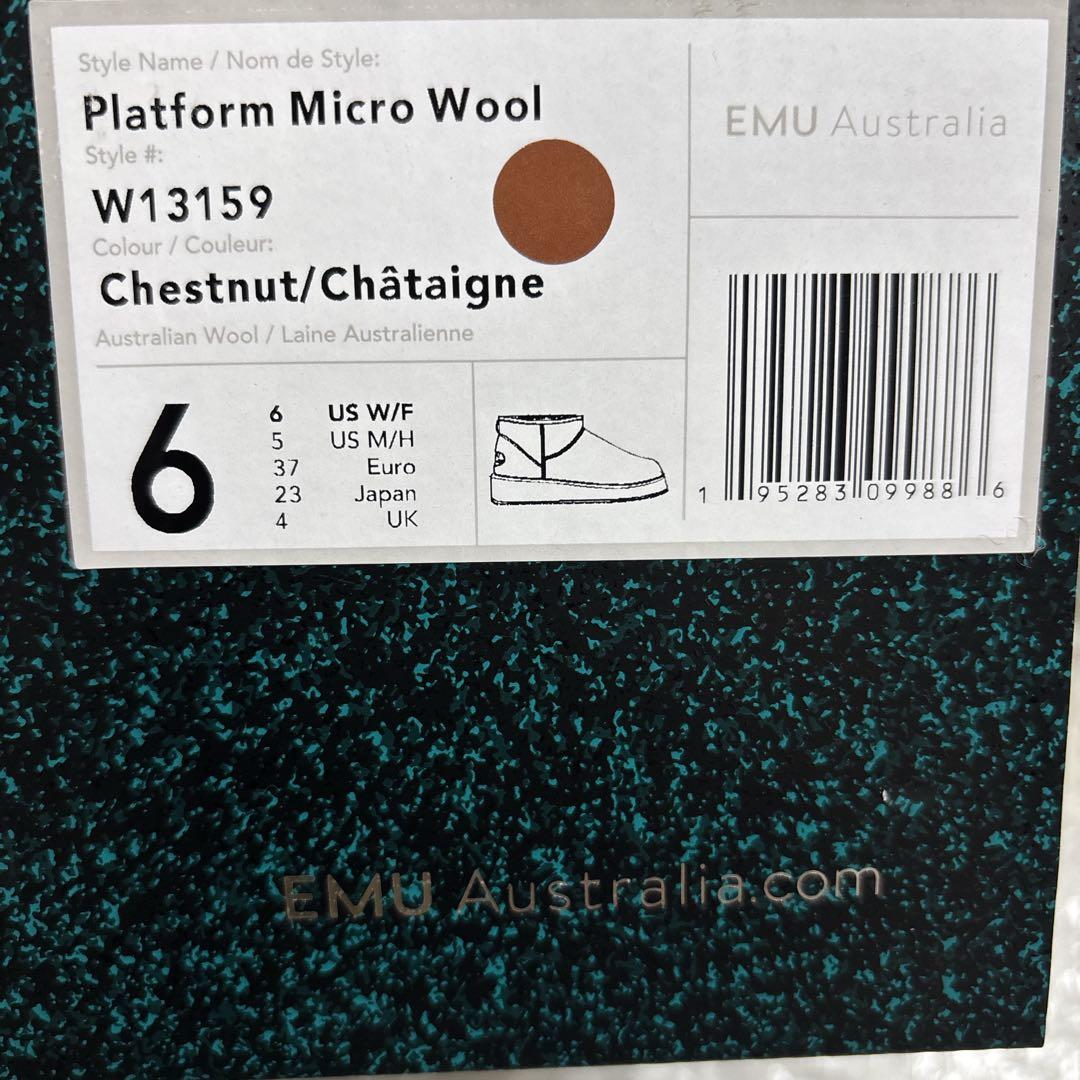 Style Name / Nom de Style:
Platform Micro Wool
Style #:
W13159
Colour / Couleur:
Chestnut/Châtaigne
Australian Wool / Laine Australienne
EMU Australia
6
6 US W/F
5 US M/H
37 Euro
23 Japan
4 UK
1 95283 09988 6
EMU Australia.com